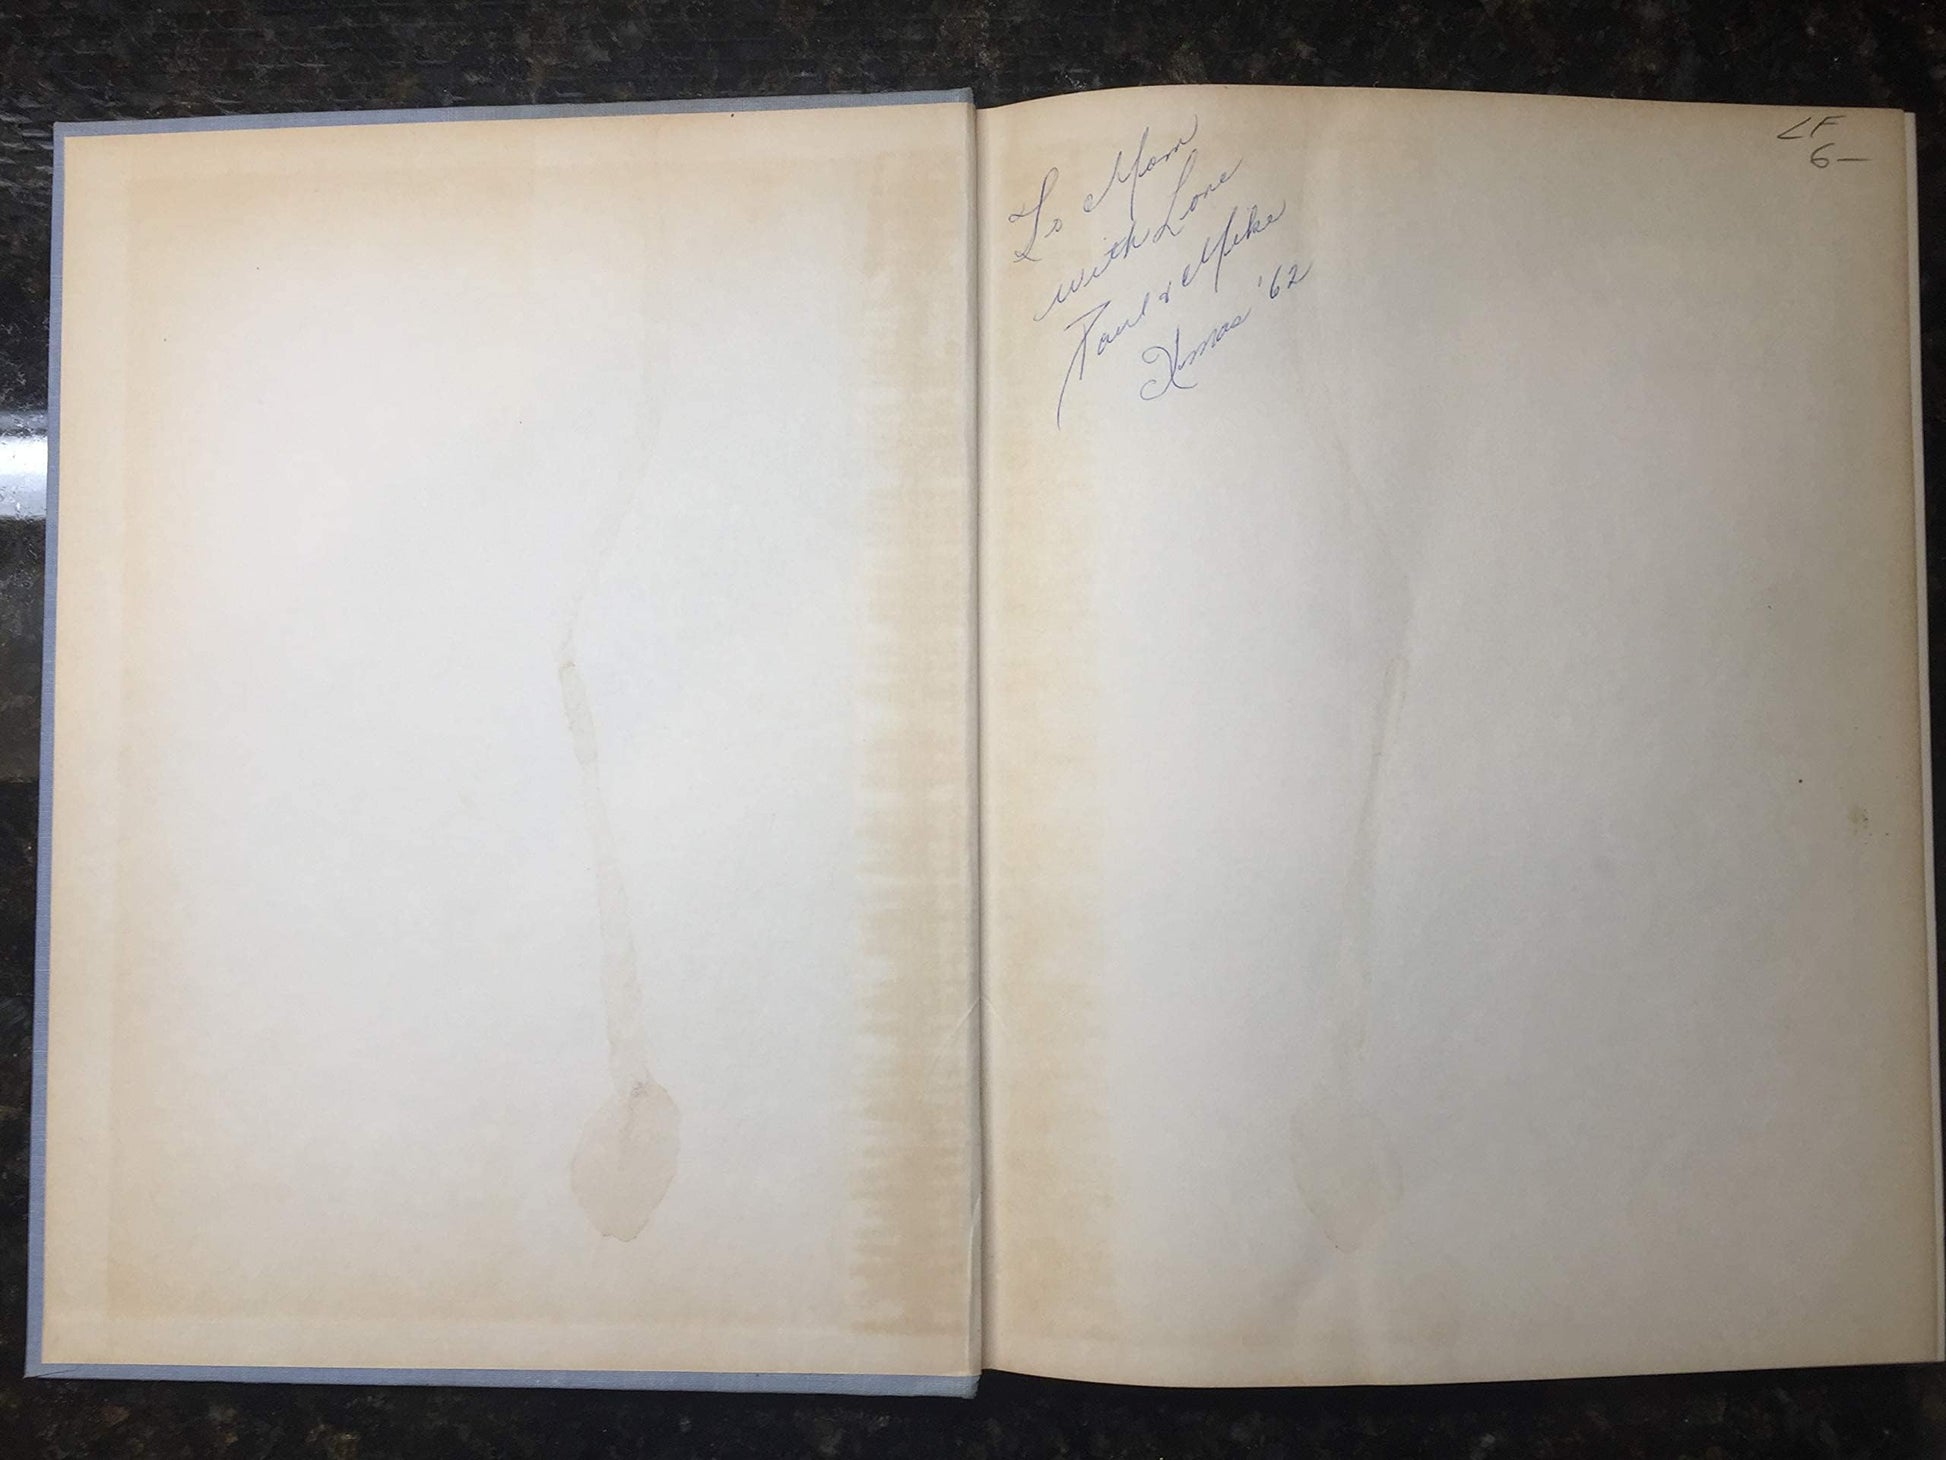 To Mom
with Love
Paul & Mike
Xmas '62
LF
6—